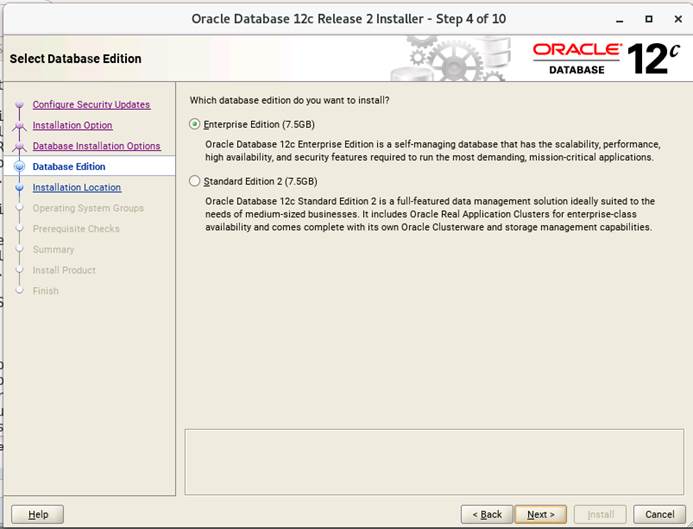 Oracle Database 12c Release 2 Installer - Step 4 of 10
Select Database Edition
ORACLE
DATABASE
12c
Configure Security Updates
Installation Option
Database Installation Options
Database Edition
Installation Location
Operating System Groups
Prerequisite Checks
Summary
Install Product
Finish
Which database edition do you want to install?
Enterprise Edition (7.5GB)
Oracle Database 12c Enterprise Edition is a self-managing database that has the scalability, performance,
high availability, and security features required to run the most demanding, mission-critical applications.
Standard Edition 2 (7.5GB)
Oracle Database 12c Standard Edition 2 is a full-featured data management solution ideally suited to the
needs of medium-sized businesses. It includes Oracle Real Application Clusters for enterprise-class
availability and comes complete with its own Oracle Clusterware and storage management capabilities.
Help
< Back
Next >
Install
Cancel